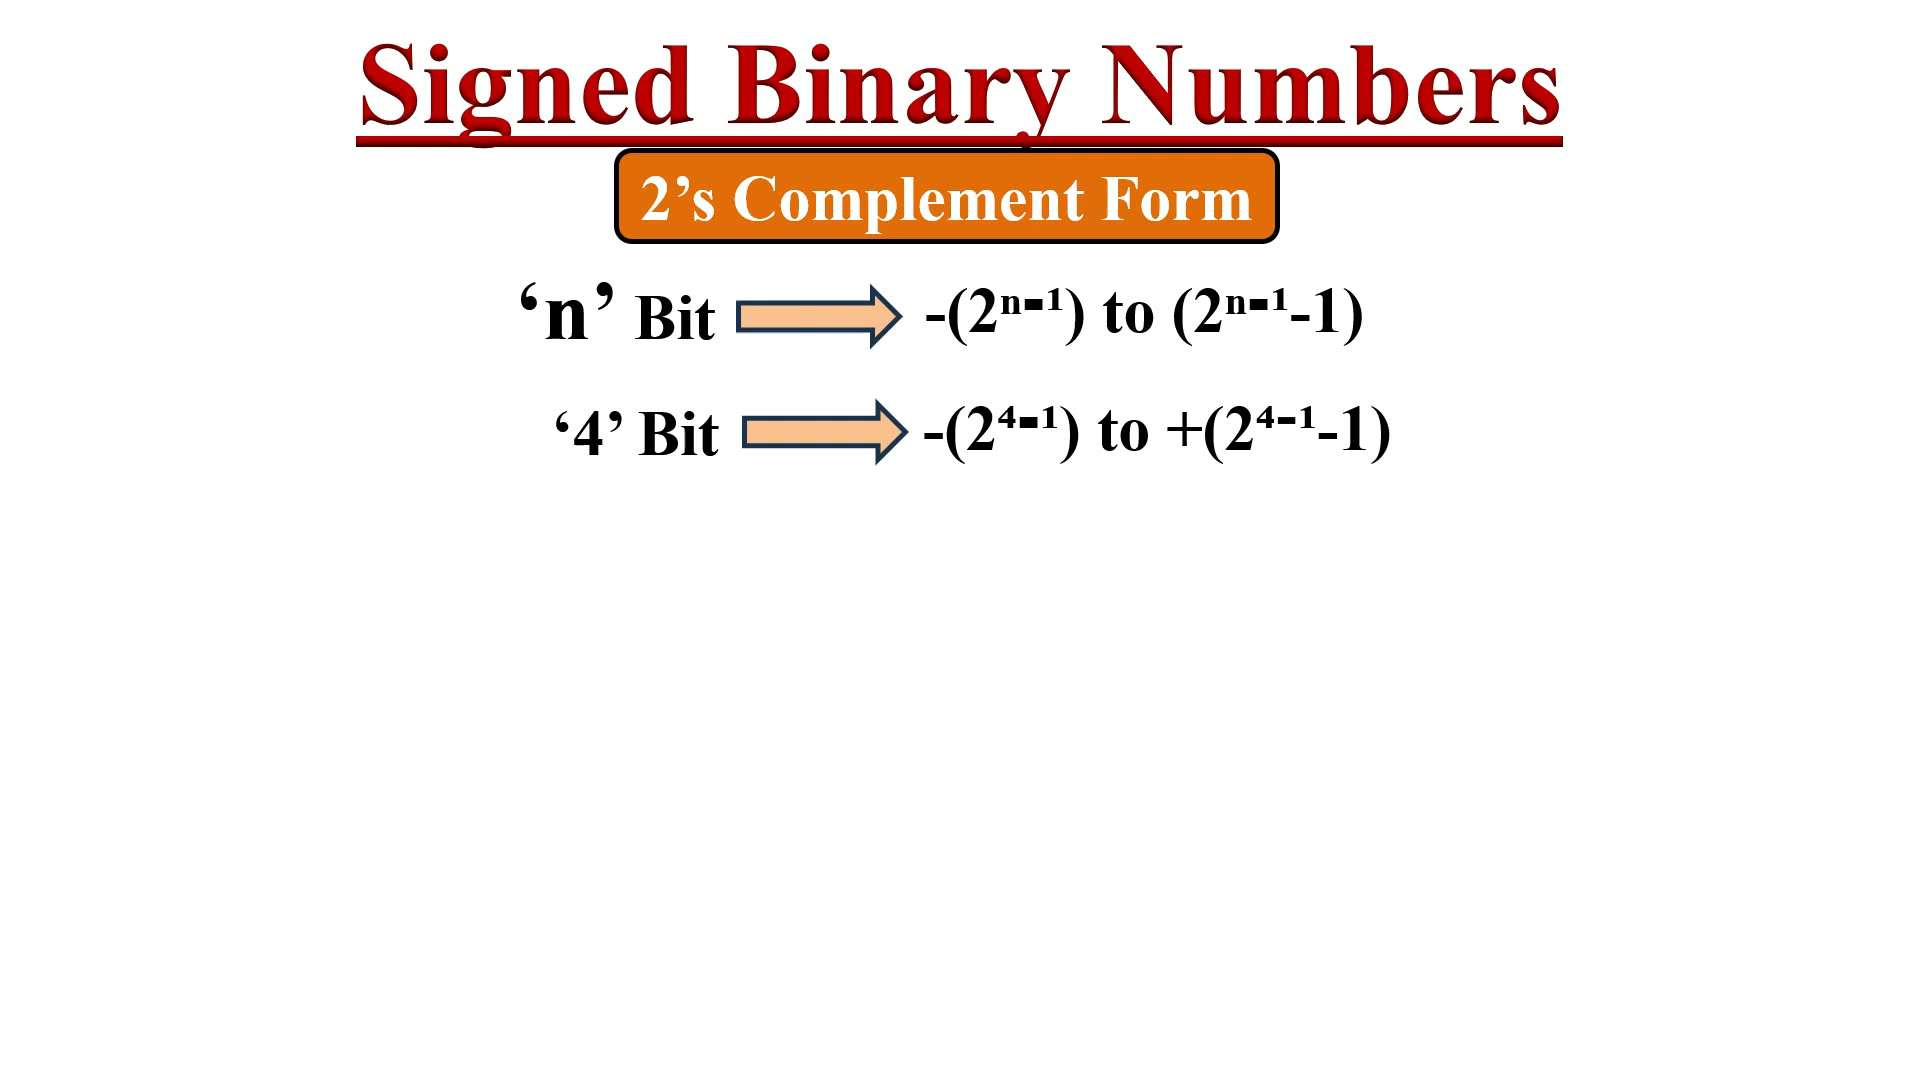 Signed Binary Numbers
2’s Complement Form
‘n’ Bit -(2ⁿ⁻¹) to (2ⁿ⁻¹-1)
‘4’ Bit -(2⁴⁻¹) to +(2⁴⁻¹-1)